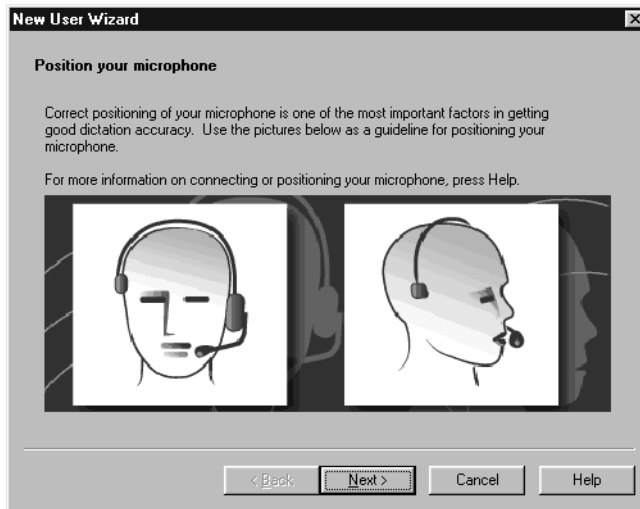 New User Wizard
Position your microphone
Correct positioning of your microphone is one of the most important factors in getting
good dictation accuracy. Use the pictures below as a guideline for positioning your
microphone.
For more information on connecting or positioning your microphone, press Help.
< Back Next > Cancel Help